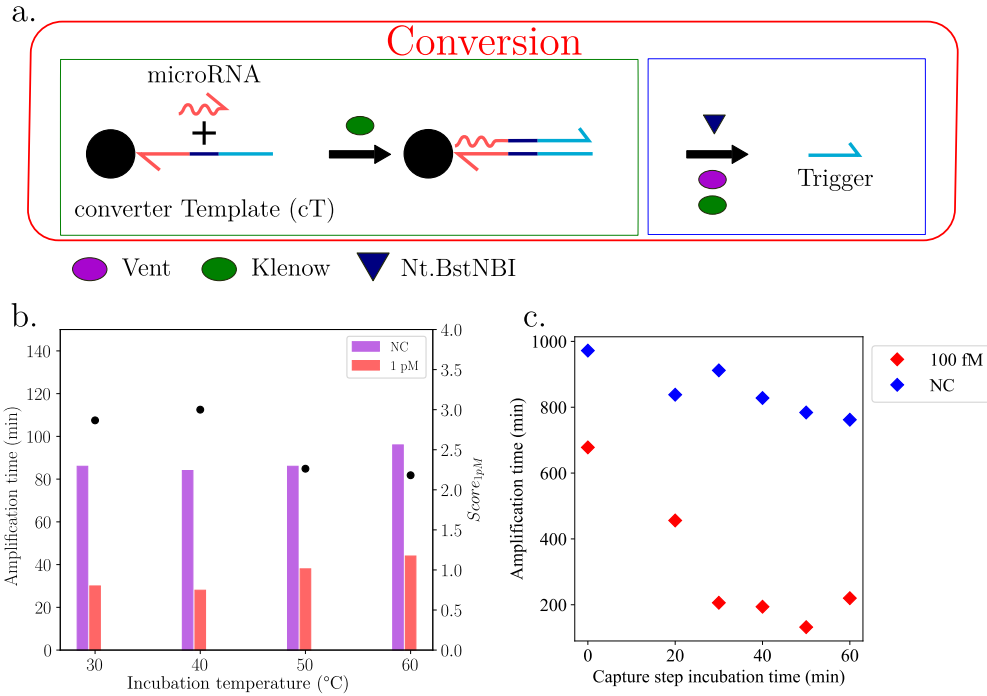 a.
Conversion
microRNA
+
converter Template (cT)
Trigger
Vent
Klenow
Nt.BstNBI
b.
140
120
100
80
60
40
20
0
Amplification time (min)
NC
1 pM
4.0
3.5
3.0
2.5
2.0
1.5
1.0
0.5
0.0
Score1pM
30 40 50 60
Incubation temperature (°C)
c.
1000
800
600
400
200
Amplification time (min)
100 fM
NC
0 20 30 40 50 60
Capture step incubation time (min)